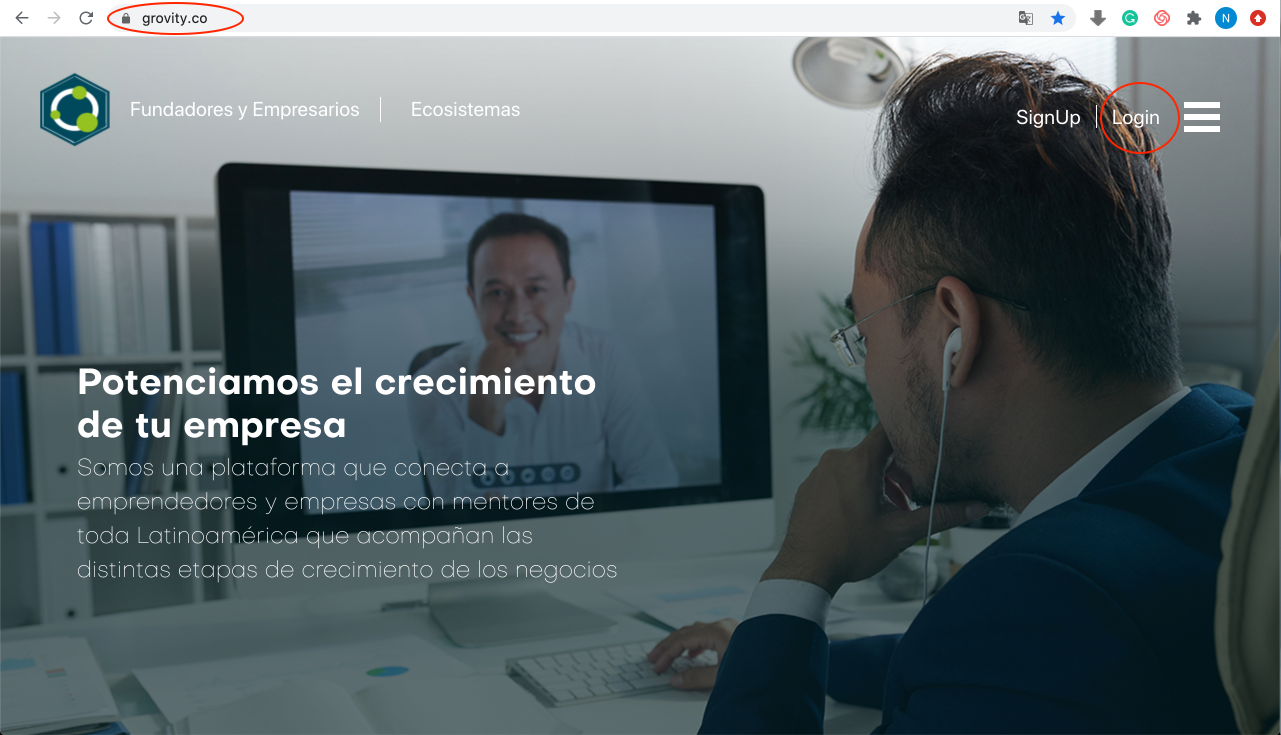 grovity.co
N
Fundadores y Empresarios
Ecosistemas
SignUp
Login
Potenciamos el crecimiento
de tu empresa
Somos una plataforma que conecta a
emprendedores y empresas con mentores de
toda Latinoamérica que acompañan las
distintas etapas de crecimiento de los negocios